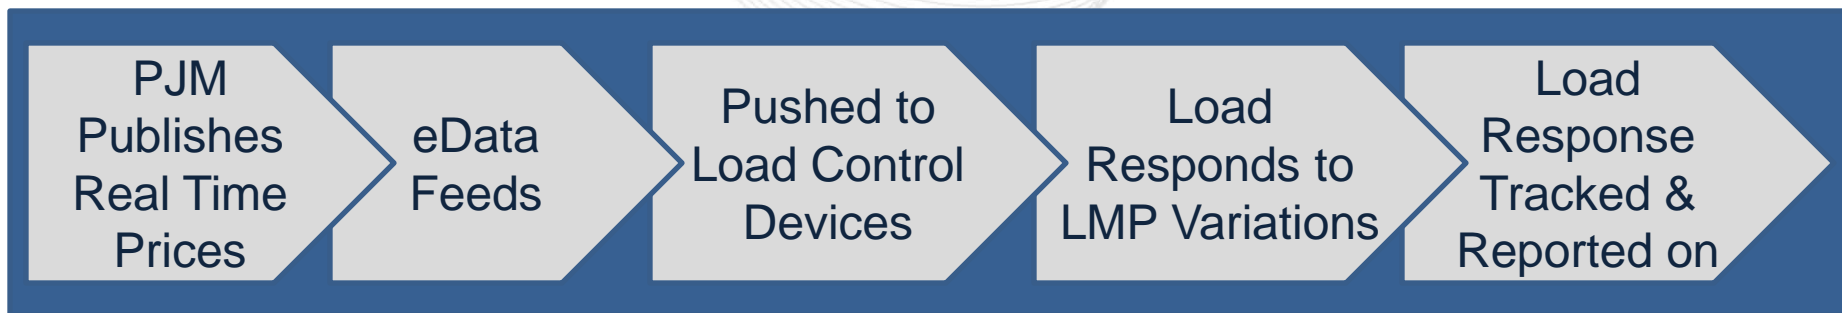 PJM
Publishes
Real Time
Prices
eData
Feeds
Pushed to
Load Control
Devices
Load
Responds to
LMP Variations
Load
Response
Tracked &
Reported on